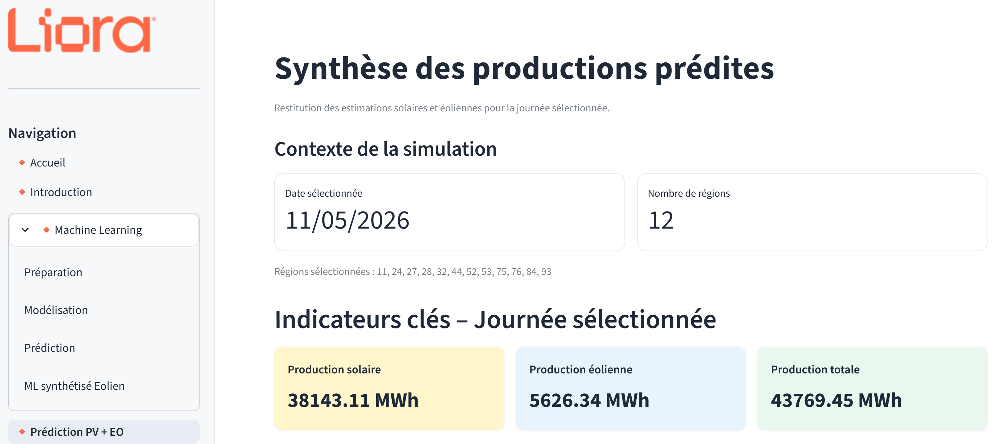 Liora
Navigation
Accueil
Introduction
Machine Learning
Préparation
Modélisation
Prédiction
ML synthétisé Eolien
Prédiction PV + EO
Synthèse des productions prédites
Restitution des estimations solaires et éoliennes pour la journée sélectionnée.
Contexte de la simulation
Date sélectionnée
11/05/2026
Nombre de régions
12
Régions sélectionnées : 11, 24, 27, 28, 32, 44, 52, 53, 75, 76, 84, 93
Indicateurs clés – Journée sélectionnée
Production solaire
38143.11 MWh
Production éolienne
5626.34 MWh
Production totale
43769.45 MWh